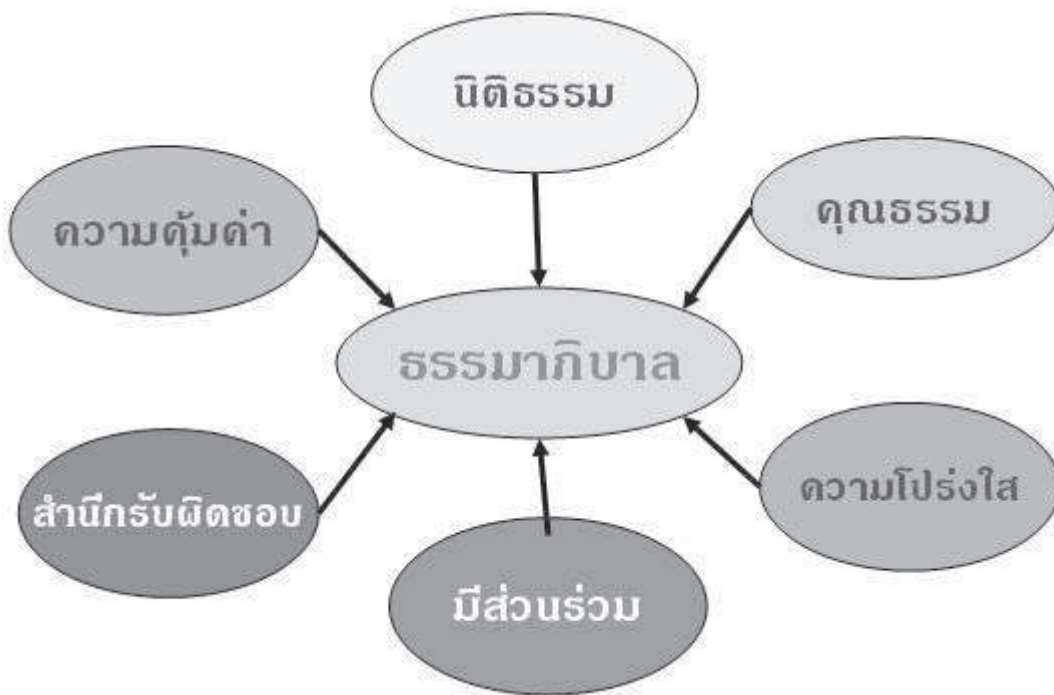 นิติธรรม
ความคุ้มค่า
คุณธรรม
ธรรมาภิบาล
สำนึกรับผิดชอบ
ความโปร่งใส
มีส่วนร่วม